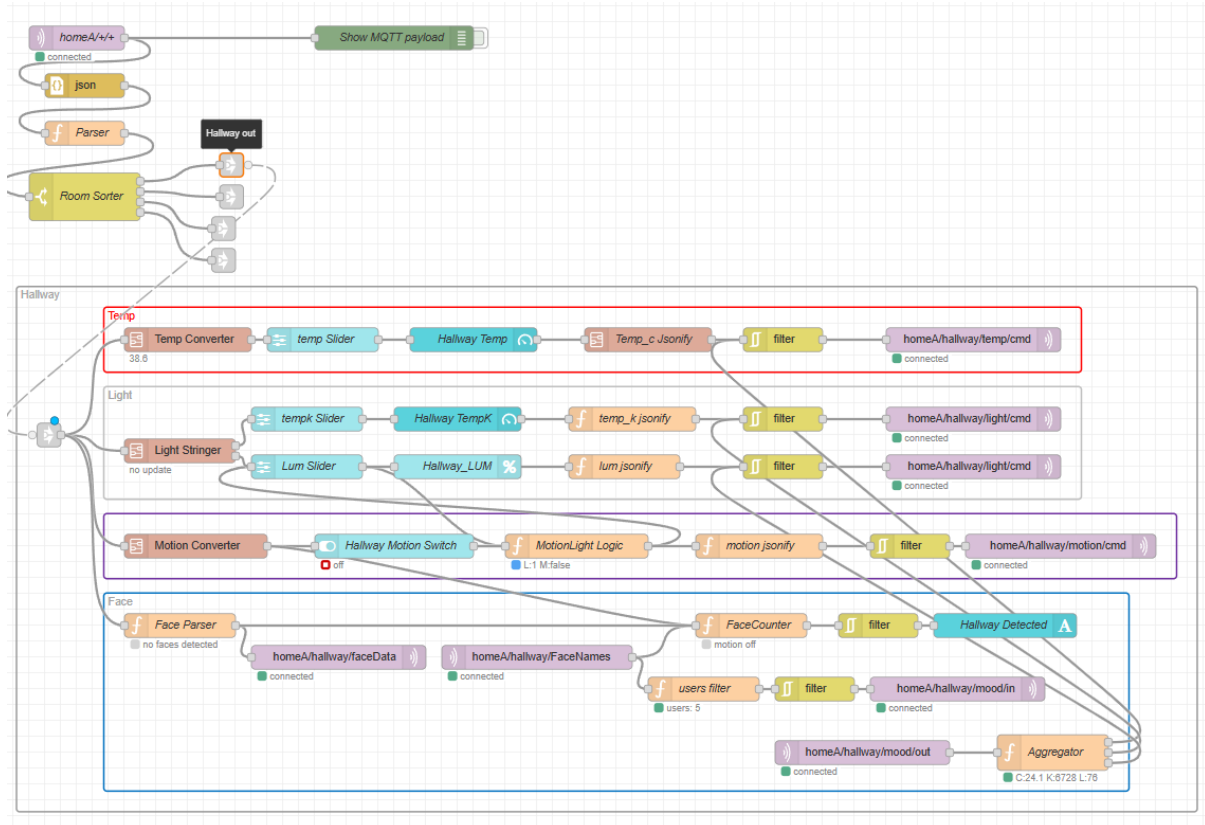 homeA/+/+
Show MQTT payload
connected
json
Parser
Hallway out
Room Sorter
Hallway
Temp
Temp Converter
temp Slider
Hallway Temp
Temp_c Jsonify
filter
homeA/hallway/temp/cmd
38.6
connected
Light
tempk Slider
Hallway TempK
temp_k jsonify
filter
homeA/hallway/light/cmd
connected
Light Stringer
no update
Lum Slider
Hallway_LUM
%
lum jsonify
filter
homeA/hallway/light/cmd
connected
Motion Converter
Hallway Motion Switch
MotionLight Logic
motion jsonify
filter
homeA/hallway/motion/cmd
off
L:1 M:false
connected
Face
Face Parser
FaceCounter
filter
Hallway Detected
A
no faces detected
motion off
homeA/hallway/faceData
homeA/hallway/FaceNames
connected
connected
users filter
filter
homeA/hallway/mood/in
users: 5
connected
homeA/hallway/mood/out
Aggregator
connected
C:24.1 K:6728 L:76